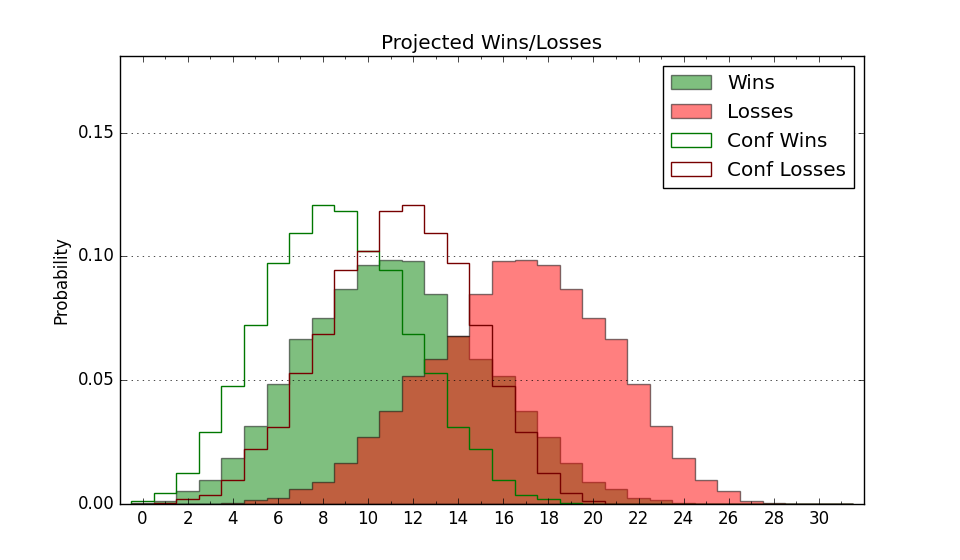 Projected Wins/Losses
Wins
Losses
Conf Wins
Conf Losses
Probability
0.15
0.10
0.05
0.00
0 2 4 6 8 10 12 14 16 18 20 22 24 26 28 30